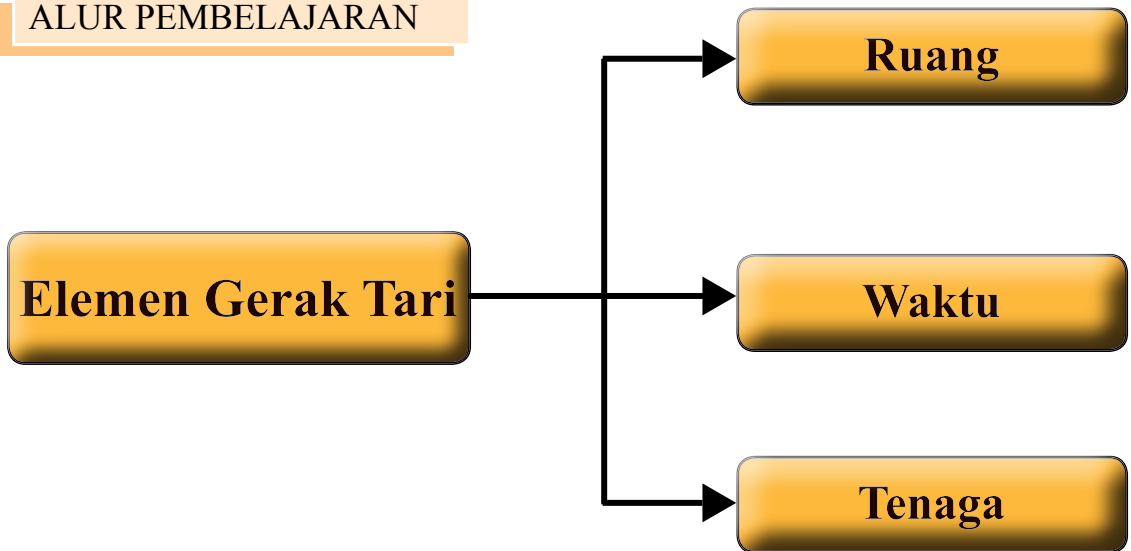 ALUR PEMBELAJARAN
Ruang
Elemen Gerak Tari
Waktu
Tenaga